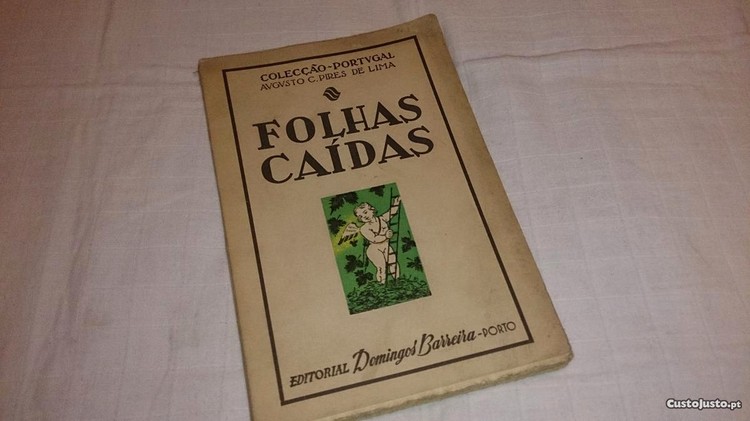 COLECÇÃO-PORTVGAL
AVGVSTO C. PIRES DE LIMA
FOLHAS
CAÍDAS
EDITORIAL Domingos Barreira-PORTO
CustoJusto.pt